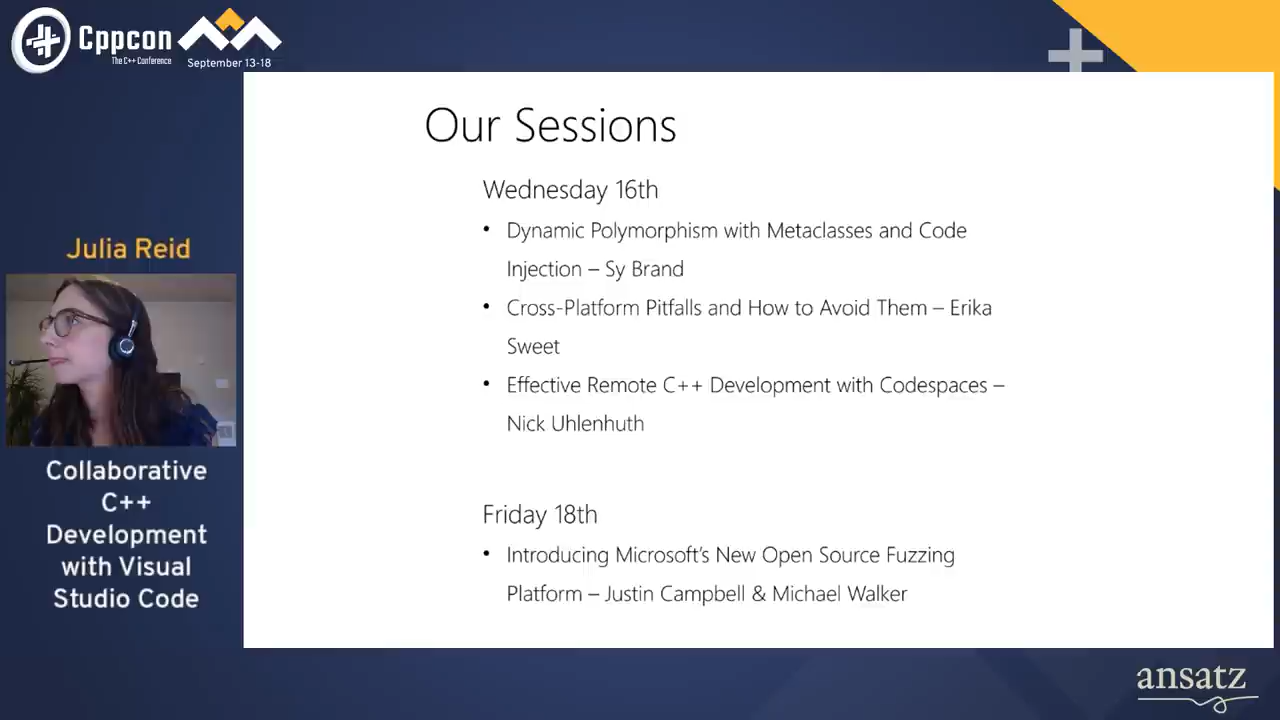 Cppcon
The C++ Conference
September 13-18
Our Sessions
Wednesday 16th
• Dynamic Polymorphism with Metaclasses and Code
Injection – Sy Brand
• Cross-Platform Pitfalls and How to Avoid Them – Erika
Sweet
• Effective Remote C++ Development with Codespaces –
Nick Uhlenhuth
Friday 18th
• Introducing Microsoft's New Open Source Fuzzing
Platform – Justin Campbell & Michael Walker
Julia Reid
Collaborative
C++
Development
with Visual
Studio Code
ansatz